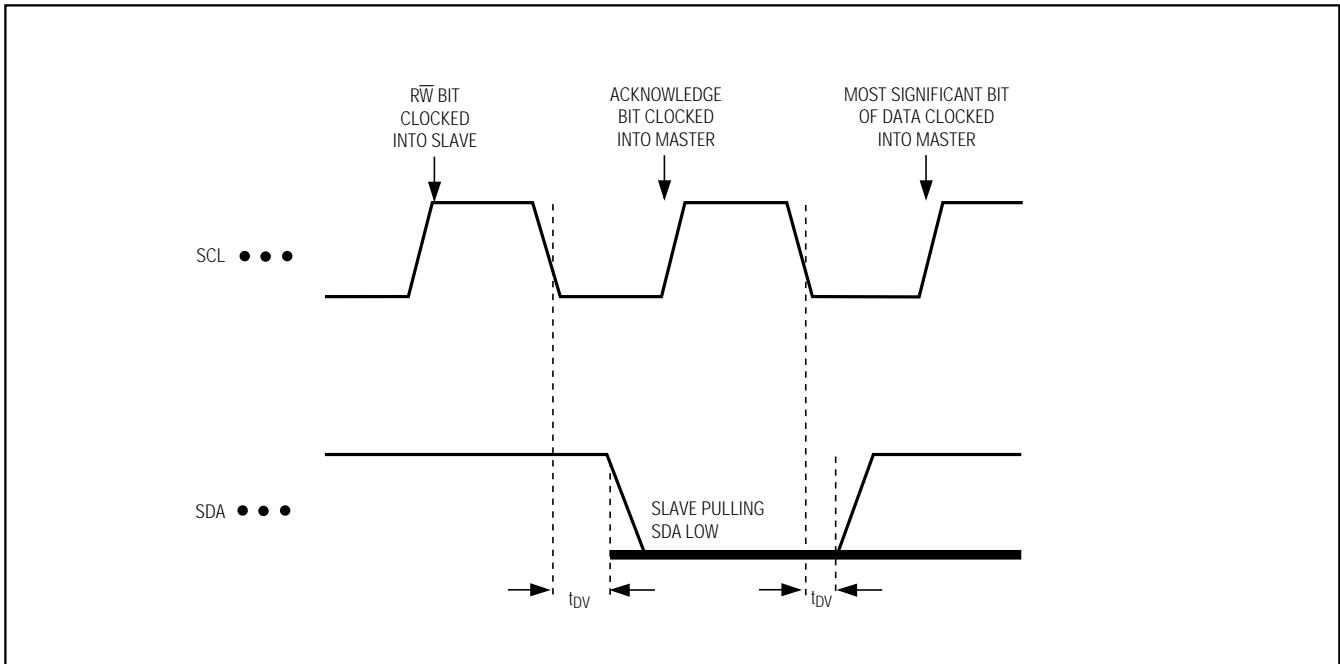 RW̅ BIT
CLOCKED
INTO SLAVE
ACKNOWLEDGE
BIT CLOCKED
INTO MASTER
MOST SIGNIFICANT BIT
OF DATA CLOCKED
INTO MASTER
SCL
SDA
SLAVE PULLING
SDA LOW
tDV
tDV